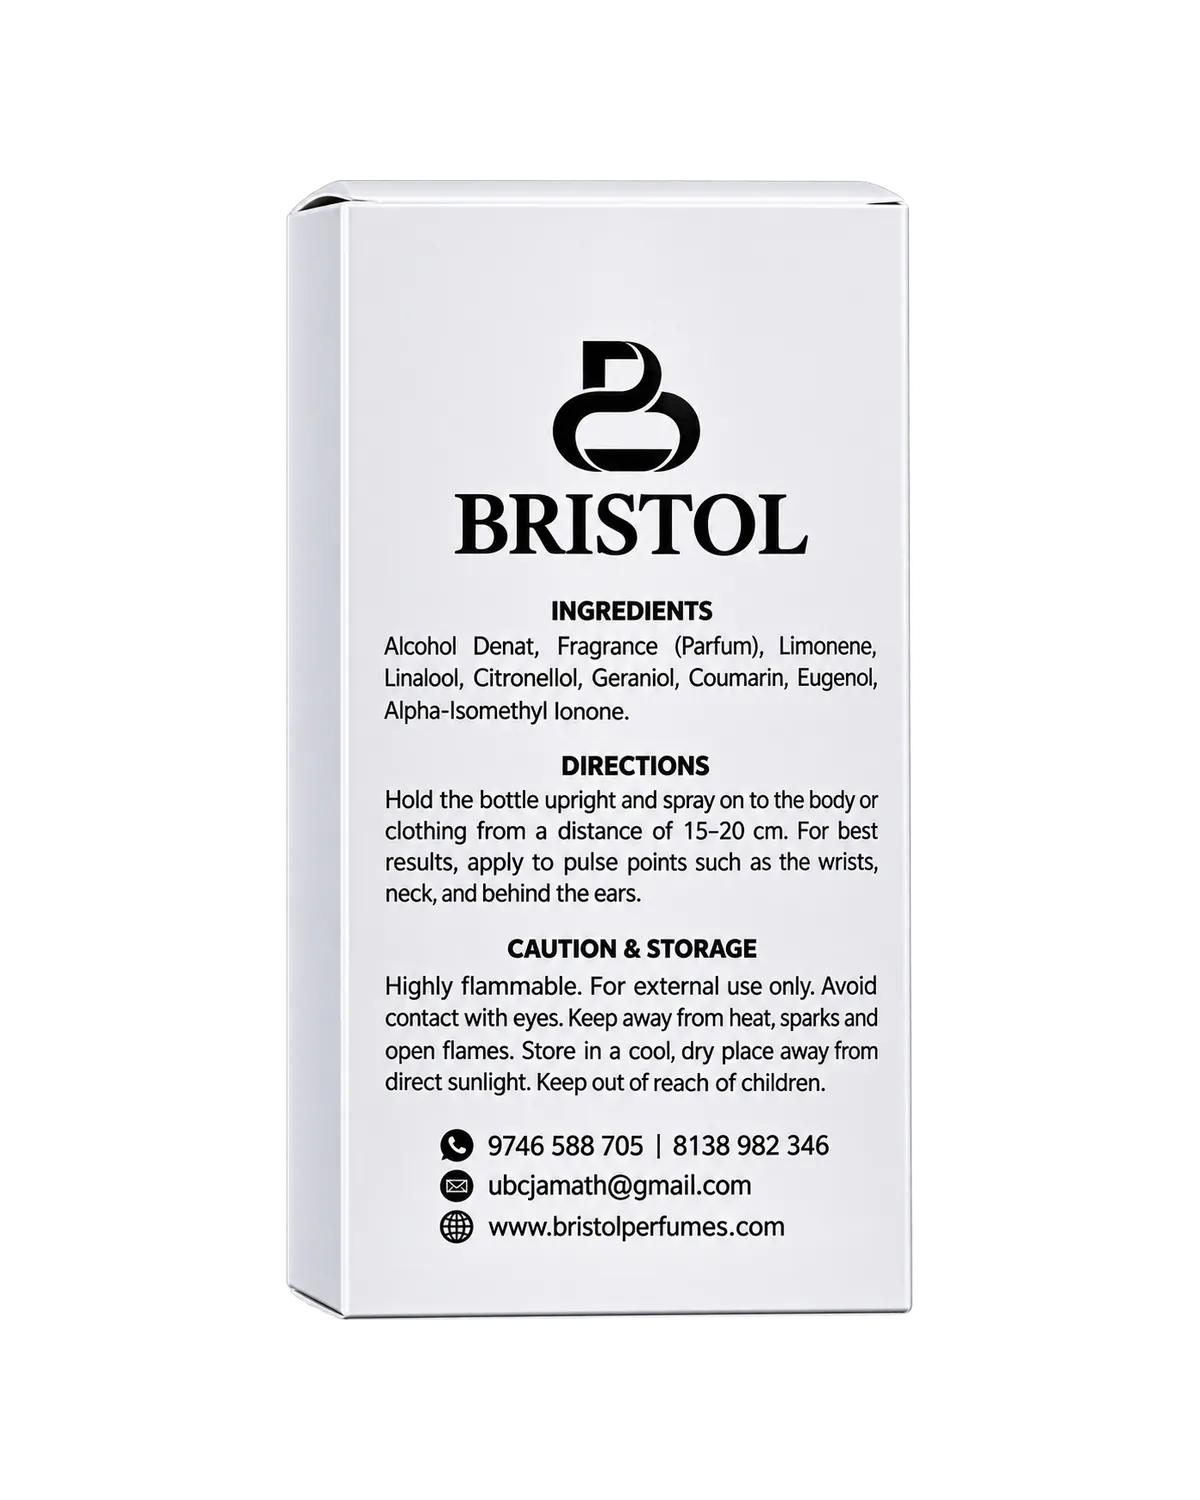 BRISTOL
INGREDIENTS
Alcohol Denat, Fragrance (Parfum), Limonene,
Linalool, Citronellol, Geraniol, Coumarin, Eugenol,
Alpha-Isomethyl Ionone.
DIRECTIONS
Hold the bottle upright and spray on to the body or
clothing from a distance of 15–20 cm. For best
results, apply to pulse points such as the wrists,
neck, and behind the ears.
CAUTION & STORAGE
Highly flammable. For external use only. Avoid
contact with eyes. Keep away from heat, sparks and
open flames. Store in a cool, dry place away from
direct sunlight. Keep out of reach of children.
9746 588 705 | 8138 982 346
ubcjamath@gmail.com
www.bristolperfumes.com